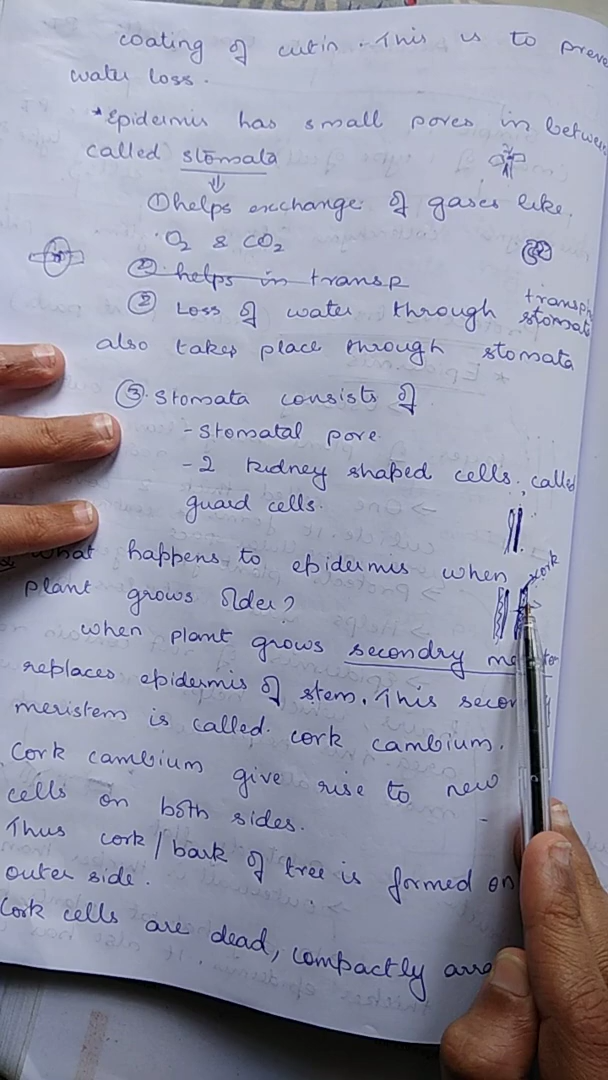 coating of cutin. This is to preve
water loss.
*Epidermis has small pores in betwee
called stomata
① helps exchange of gases like
O₂ & CO₂
② helps in transp
② Loss of water through stomata
also takes place through stomata
③ Stomata consists of
- Stomatal pore
- 2 kidney shaped cells, called
guard cells.
what happens to epidermis when
plant grows older?
cork
when plant grows secondry
replaces epidermis of stem. This secon
meristem is called cork cambium.
Cork cambium give rise to new
cells on both sides.
Thus cork/bark of tree is formed on
outer side.
Cork cells are dead, compactly arra